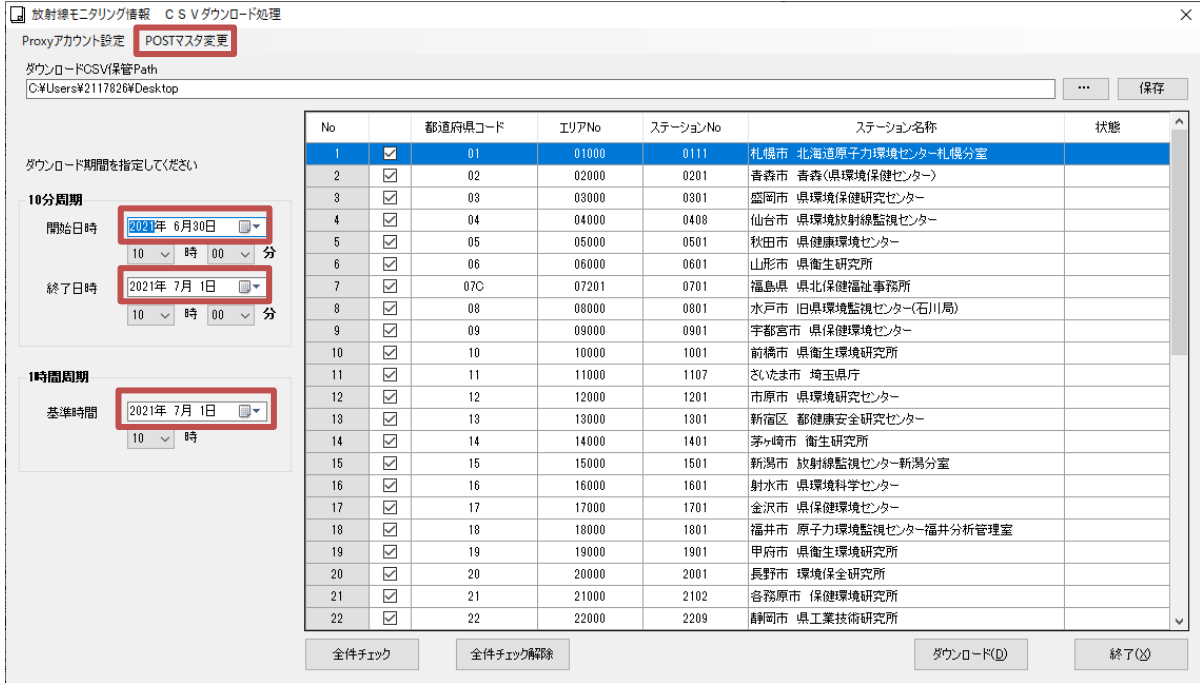 放射線モニタリング情報　ＣＳＶダウンロード処理
Proxyアカウント設定 POSTマスタ変更
ダウンロードCSV保管Path
C:¥Users¥2117826¥Desktop ... 保存
ダウンロード期間を指定してください
10分周期
開始日時 2021年 6月30日
10 時 00 分
終了日時 2021年 7月 1日
10 時 00 分
1時間周期
基準時間 2021年 7月 1日
10 時
No 都道府県コード エリアNo ステーションNo ステーション名称 状態
1 01 01000 0111 札幌市 北海道原子力環境センター札幌分室
2 02 02000 0201 青森市 青森(県環境保健センター)
3 03 03000 0301 盛岡市 県環境保健研究センター
4 04 04000 0408 仙台市 県環境放射線監視センター
5 05 05000 0501 秋田市 県健康環境センター
6 06 06000 0601 山形市 県衛生研究所
7 07C 07201 0701 福島県 県北保健福祉事務所
8 08 08000 0801 水戸市 旧県環境監視センター(石川局)
9 09 09000 0901 宇都宮市 県保健環境センター
10 10 10000 1001 前橋市 県衛生環境研究所
11 11 11000 1107 さいたま市 埼玉県庁
12 12 12000 1201 市原市 県環境研究センター
13 13 13000 1301 新宿区 都健康安全研究センター
14 14 14000 1401 茅ヶ崎市 衛生研究所
15 15 15000 1501 新潟市 放射線監視センター新潟分室
16 16 16000 1601 射水市 県環境科学センター
17 17 17000 1701 金沢市 県保健環境センター
18 18 18000 1801 福井市 原子力環境監視センター福井分析管理室
19 19 19000 1901 甲府市 県衛生環境研究所
20 20 20000 2001 長野市 環境保全研究所
21 21 21000 2102 各務原市 保健環境研究所
22 22 22000 2209 静岡市 県工業技術研究所
全件チェック 全件チェック解除 ダウンロード(D) 終了(X)